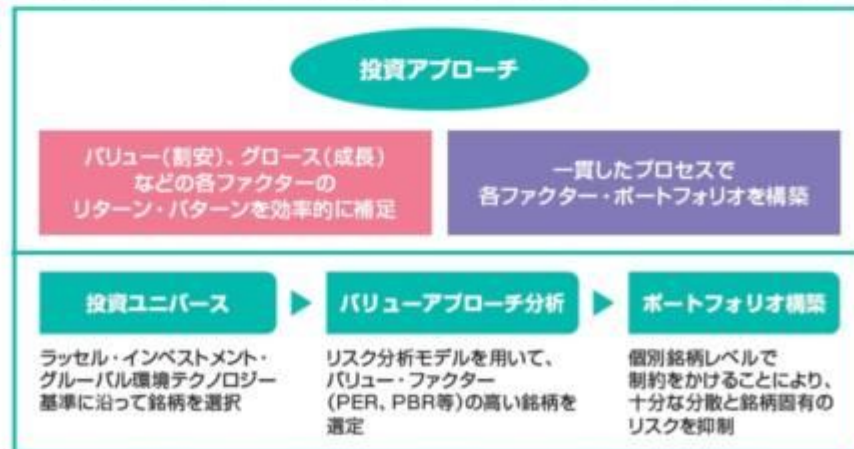 投資アプローチ
バリュー(割安)、グロース(成長)
などの各ファクターの
リターン・パターンを効率的に補足
一貫したプロセスで
各ファクター・ポートフォリオを構築
投資ユニバース
バリューアプローチ分析
ポートフォリオ構築
ラッセル・インベストメント・
グルーバル環境テクノロジー
基準に沿って銘柄を選択
リスク分析モデルを用いて、
バリュー・ファクター
(PER、PBR等)の高い銘柄を
選定
個別銘柄レベルで
制約をかけることにより、
十分な分散と銘柄固有の
リスクを抑制